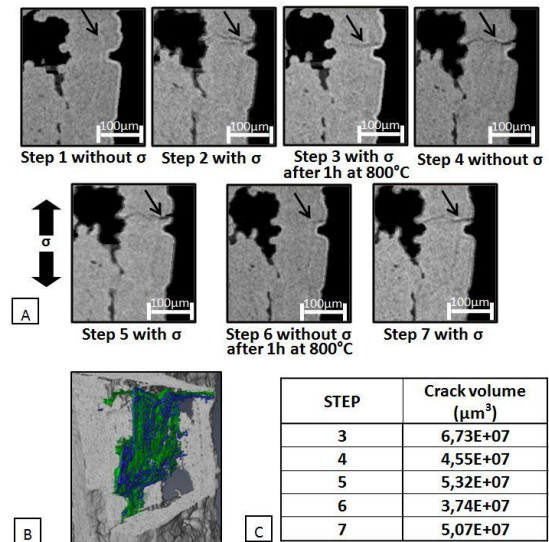 100µm
100µm
100µm
100µm
Step 1 without σ
Step 2 with σ
Step 3 with σ
after 1h at 800°C
Step 4 without σ
σ
100µm
100µm
100µm
A
Step 5 with σ
Step 6 without σ
after 1h at 800°C
Step 7 with σ
B
C
STEP
Crack volume
(µm³)
3
6,73E+07
4
4,55E+07
5
5,32E+07
6
3,74E+07
7
5,07E+07